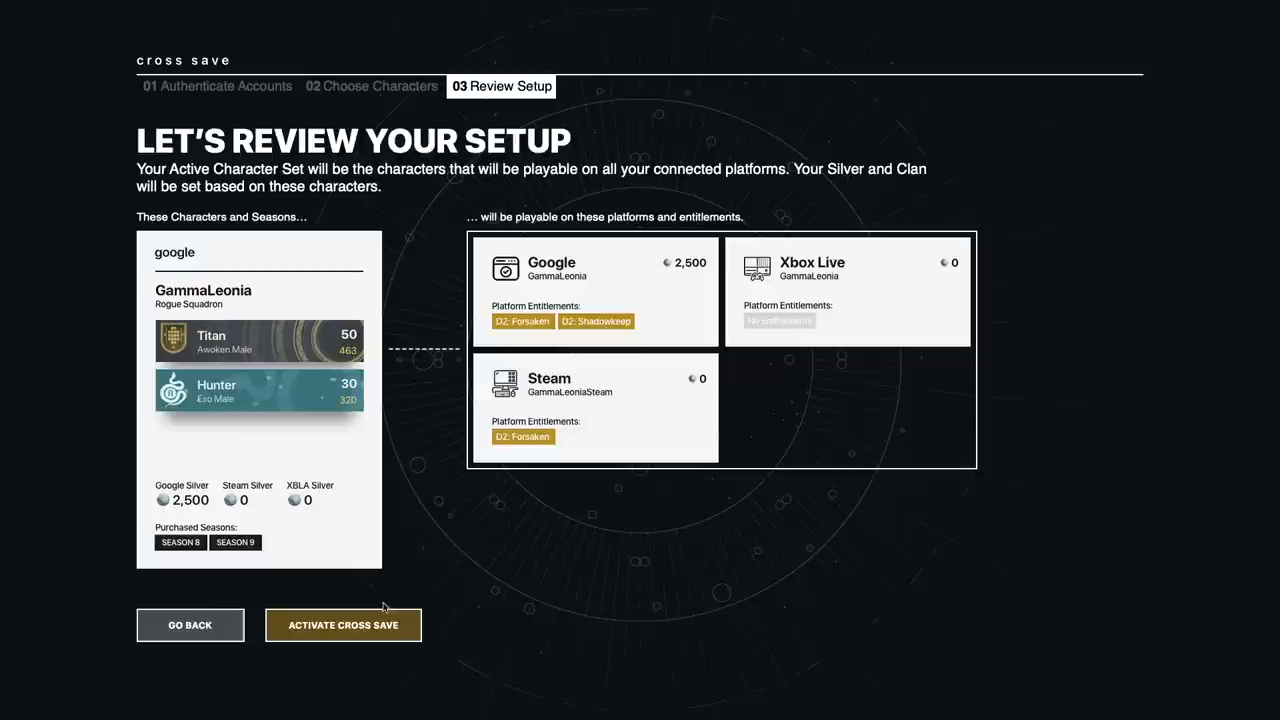 cross save
01 Authenticate Accounts 02 Choose Characters 03 Review Setup
LET'S REVIEW YOUR SETUP
Your Active Character Set will be the characters that will be playable on all your connected platforms. Your Silver and Clan
will be set based on these characters.
These Characters and Seasons...
google
GammaLeonia
Rogue Squadron
Titan 50
Awoken Male 463
Hunter 30
Exo Male 320
Google Silver Steam Silver XBLA Silver
2,500 0 0
Purchased Seasons:
SEASON 8 SEASON 9
... will be playable on these platforms and entitlements.
Google 2,500
GammaLeonia
Platform Entitlements:
D2: Forsaken D2: Shadowkeep
Xbox Live 0
GammaLeonia
Platform Entitlements:
No Entitlements
Steam 0
GammaLeoniaSteam
Platform Entitlements:
D2: Forsaken
GO BACK ACTIVATE CROSS SAVE